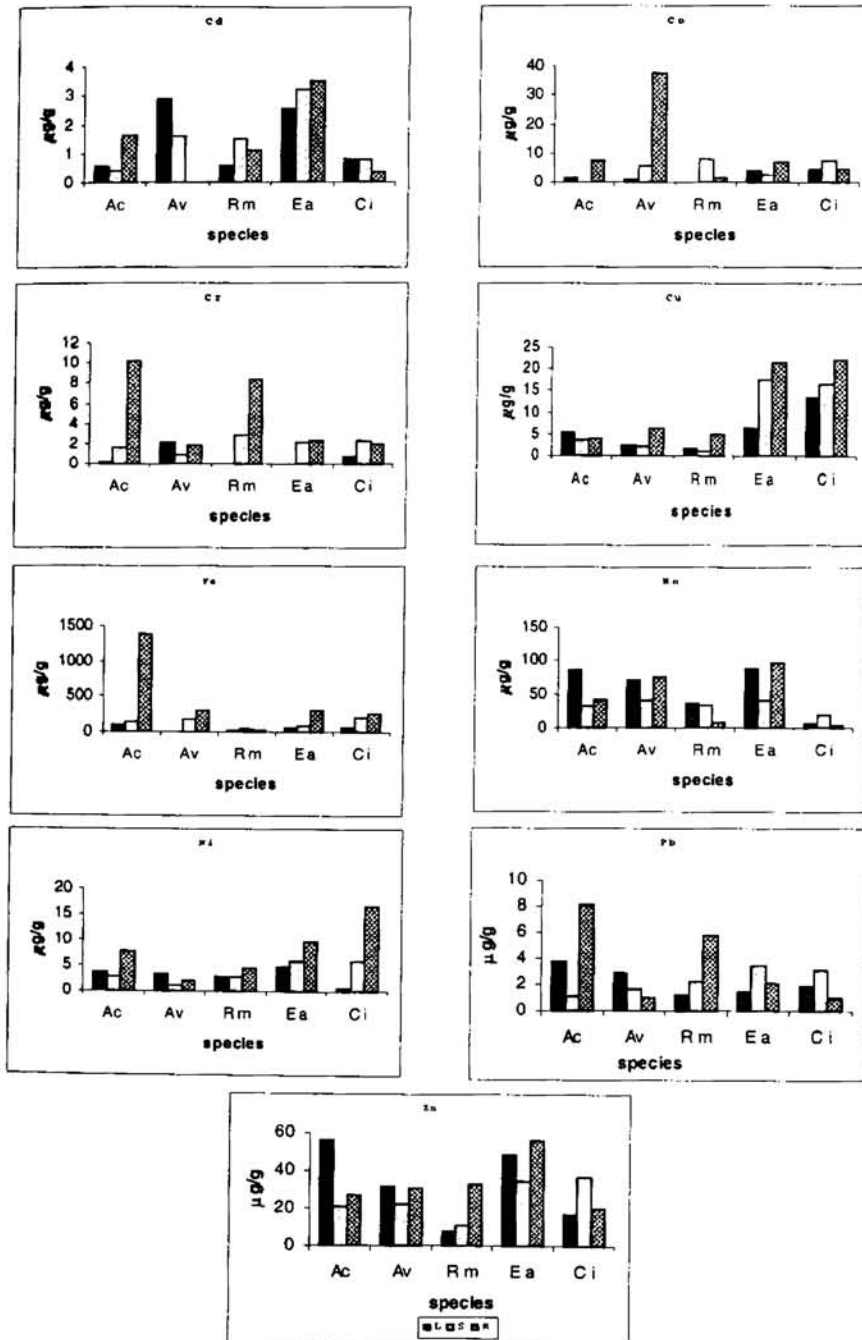 Cd
4
3
2
1
0
µg/g
Ac Av Rm Ea Ci
species
Co
40
30
20
10
0
µg/g
Ac Av Rm Ea Ci
species
Cr
12
10
8
6
4
2
0
µg/g
Ac Av Rm Ea Ci
species
Cu
25
20
15
10
5
0
µg/g
Ac Av Rm Ea Ci
species
Fe
1500
1000
500
0
µg/g
Ac Av Rm Ea Ci
species
Mn
150
100
50
0
µg/g
Ac Av Rm Ea Ci
species
Ni
20
15
10
5
0
µg/g
Ac Av Rm Ea Ci
species
Pb
10
8
6
4
2
0
µg/g
Ac Av Rm Ea Ci
species
Zn
60
40
20
0
µg/g
Ac Av Rm Ea Ci
species
L S R